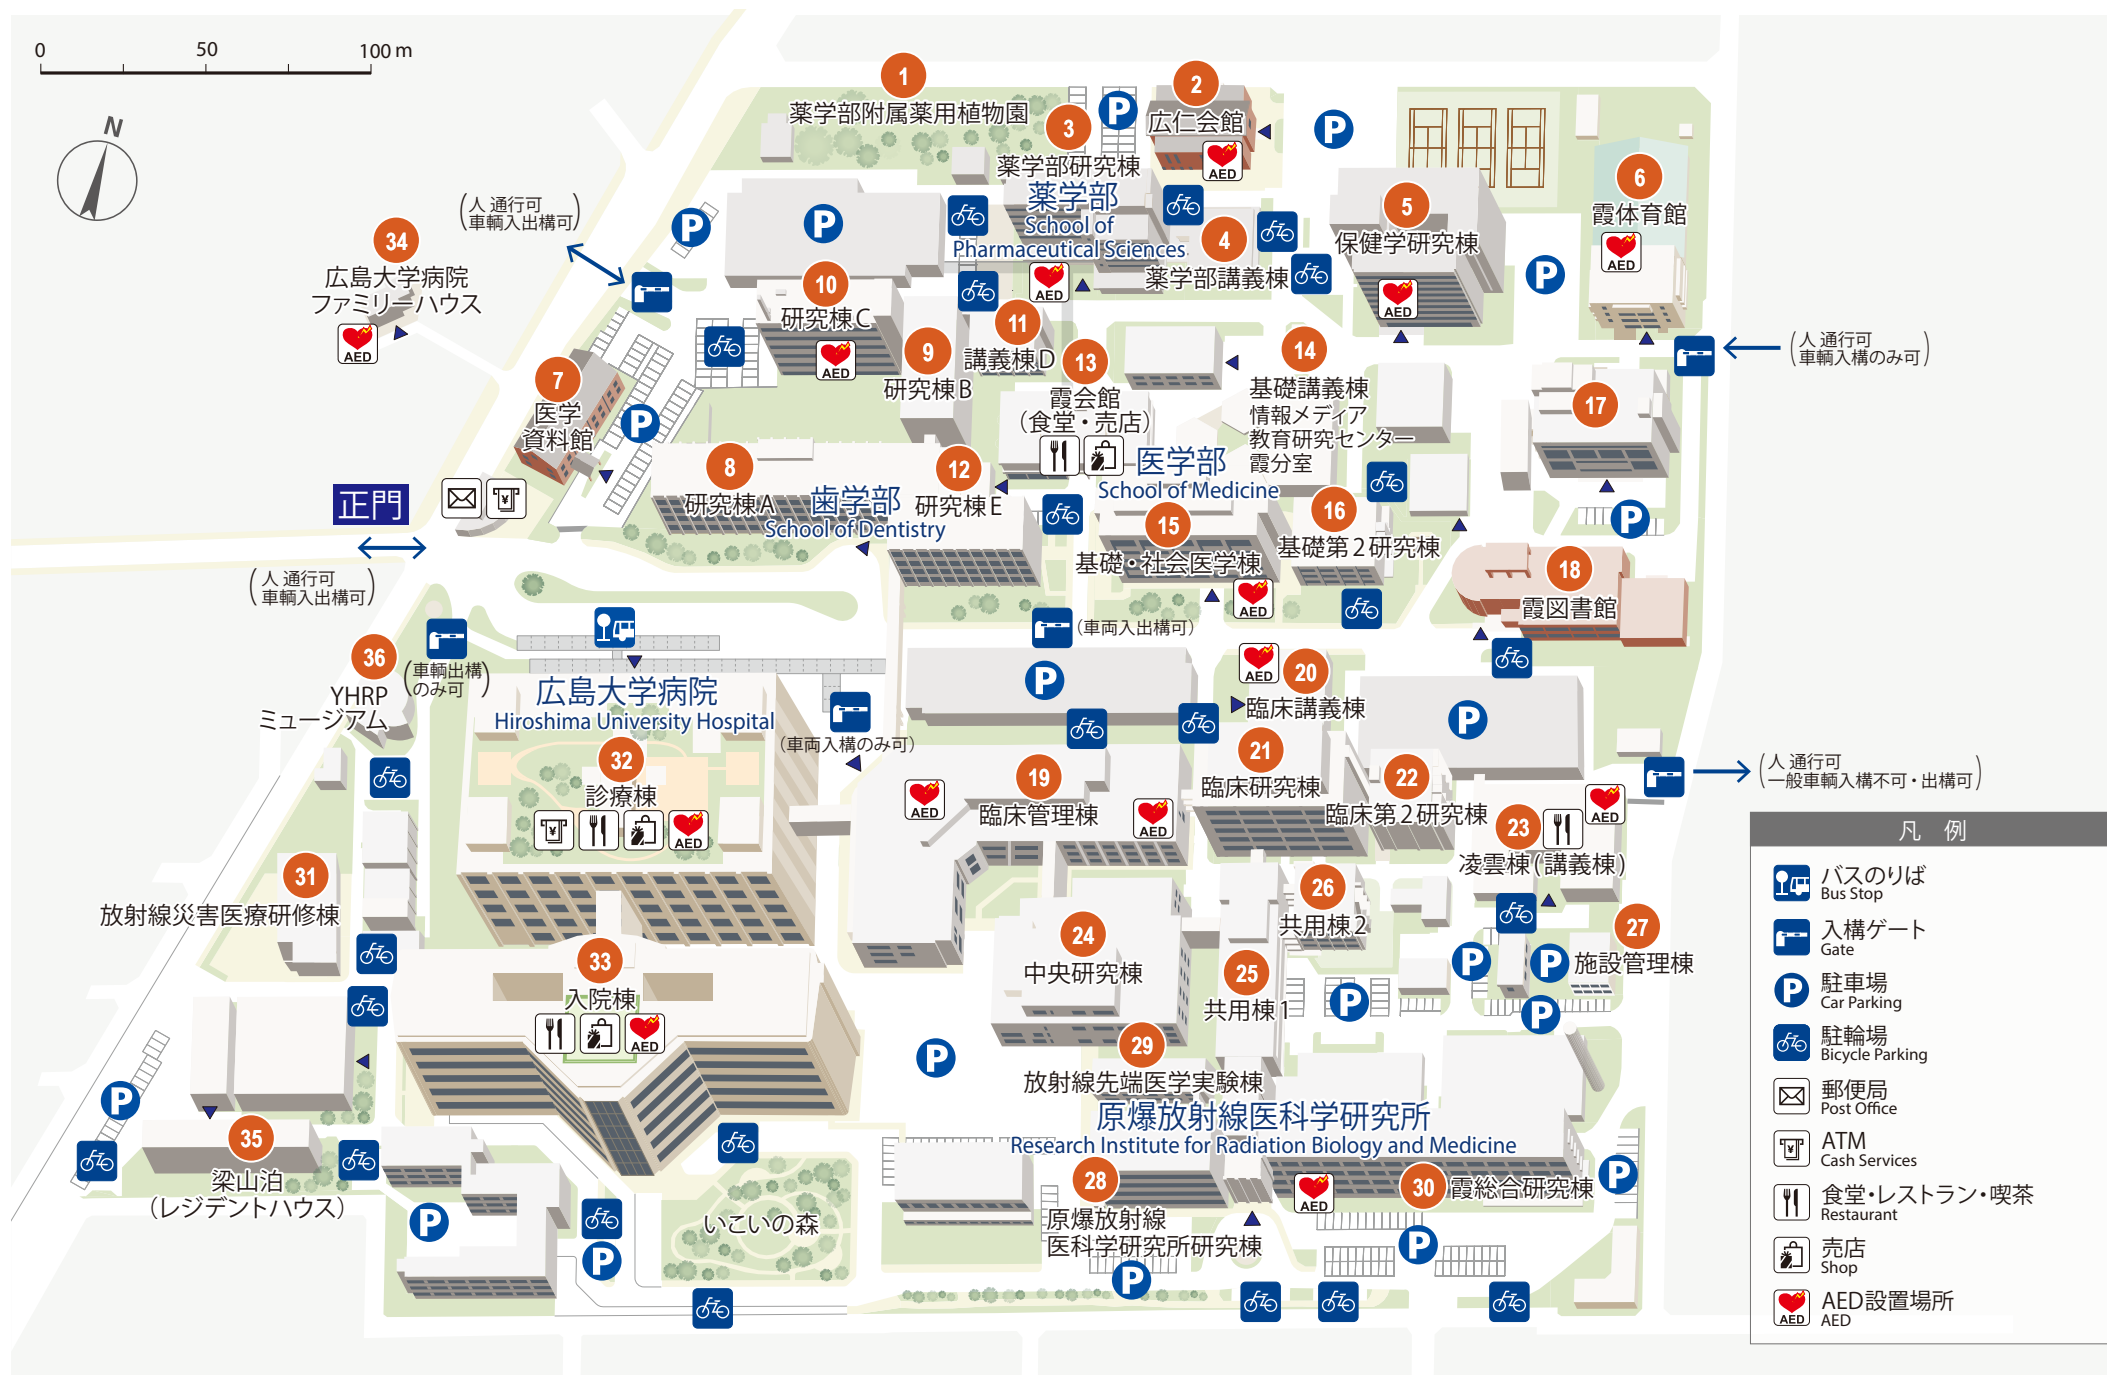 0 50 100 m
N
1
薬学部附属薬用植物園
2
広仁会館
AED
3
薬学部研究棟
薬学部
School of
Pharmaceutical Sciences
AED
4
薬学部講義棟
5
保健学研究棟
AED
6
霞体育館
AED
P
P
P
P
P
(人 通行可
車輌入出構可)
34
広島大学病院
ファミリーハウス
AED
10
研究棟C
AED
9
研究棟B
11
講義棟D
13
霞会館
(食堂・売店)
14
基礎講義棟
情報メディア
教育研究センター
霞分室
(人 通行可
車輌入構のみ可)
17
P
7
医学
資料館
P
8
研究棟A
歯学部
School of Dentistry
12
研究棟E
医学部
School of Medicine
15
基礎・社会医学棟
AED
16
基礎第2研究棟
18
霞図書館
正門
¥
(人 通行可
車輌入出構可)
(車両入出構可)
36
YHRP
ミュージアム
(車輌出構
のみ可)
広島大学病院
Hiroshima University Hospital
(車両入構のみ可)
32
診療棟
¥
AED
P
AED
20
臨床講義棟
P
19
臨床管理棟
AED
AED
21
臨床研究棟
22
臨床第2研究棟
23
凌雲棟(講義棟)
AED
(人 通行可
一般車輌入構不可・出構可)
31
放射線災害医療研修棟
33
入院棟
AED
24
中央研究棟
25
共用棟1
26
共用棟2
27
施設管理棟
P
P
P
P
P
29
放射線先端医学実験棟
原爆放射線医科学研究所
Research Institute for Radiation Biology and Medicine
28
原爆放射線
医科学研究所研究棟
AED
30
霞総合研究棟
P
P
P
P
35
梁山泊
(レジデントハウス)
P
P
いこいの森
凡 例
バスのりば
Bus Stop
入構ゲート
Gate
P
駐車場
Car Parking
駐輪場
Bicycle Parking
郵便局
Post Office
¥
ATM
Cash Services
食堂・レストラン・喫茶
Restaurant
売店
Shop
AED
AED設置場所
AED